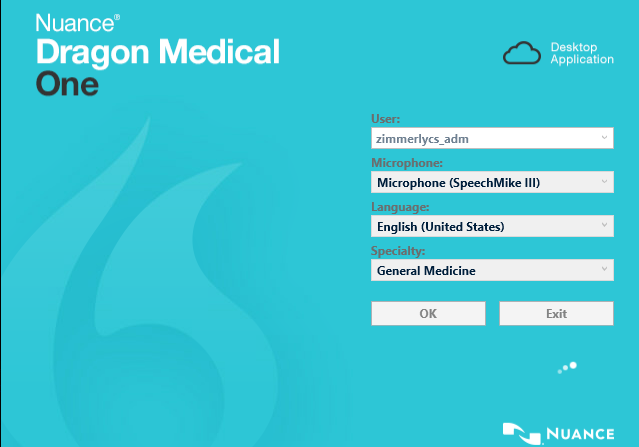 Nuance®
Dragon Medical
One
Desktop
Application
User:
zimmerlycs_adm
Microphone:
Microphone (SpeechMike III)
Language:
English (United States)
Specialty:
General Medicine
OK
Exit
NUANCE